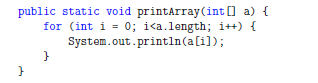 public static void printArray(int[] a) {
    for (int i = 0; i<a.length; i++) {
        System.out.println(a[i]);
    }
}